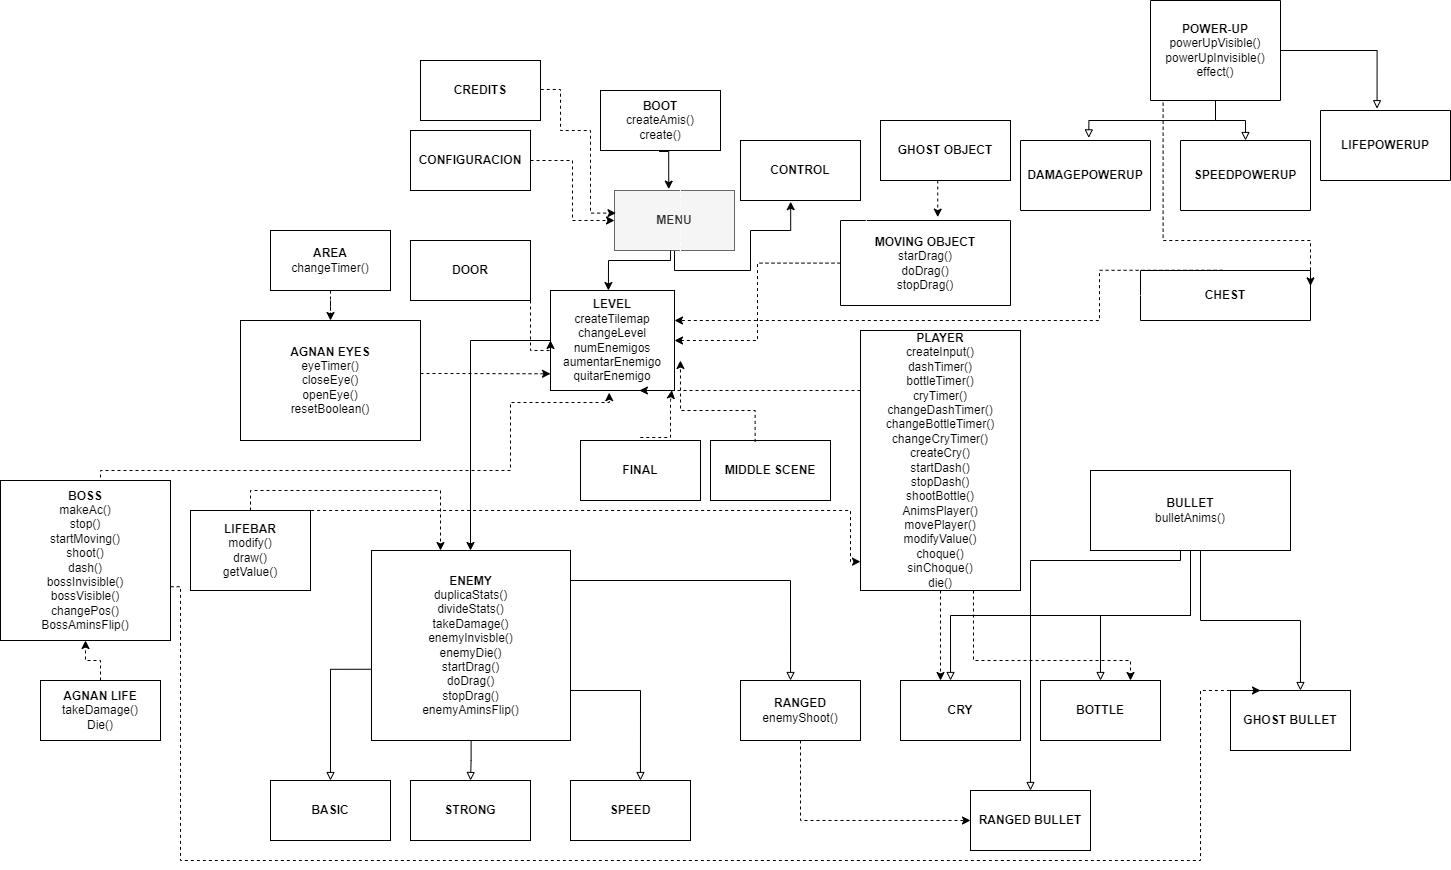 POWER-UP
powerUpVisible()
powerUpInvisible()
effect()
CREDITS
BOOT
createAmis()
create()
CONFIGURACION
CONTROL
GHOST OBJECT
LIFEPOWERUP
DAMAGEPOWERUP
SPEEDPOWERUP
MENU
MOVING OBJECT
starDrag()
doDrag()
stopDrag()
AREA
changeTimer()
DOOR
CHEST
LEVEL
createTilemap
changeLevel
numEnemigos
aumentarEnemigo
quitarEnemigo
AGNAN EYES
eyeTimer()
closeEye()
openEye()
resetBoolean()
PLAYER
createInput()
dashTimer()
bottleTimer()
cryTimer()
changeDashTimer()
changeBottleTimer()
changeCryTimer()
createCry()
startDash()
stopDash()
shootBottle()
AnimsPlayer()
movePlayer()
modifyValue()
choque()
sinChoque()
die()
FINAL
MIDDLE SCENE
BOSS
makeAc()
stop()
startMoving()
shoot()
dash()
bossInvisible()
bossVisible()
changePos()
BossAminsFlip()
LIFEBAR
modify()
draw()
getValue()
BULLET
bulletAnims()
ENEMY
duplicaStats()
divideStats()
takeDamage()
enemyInvisble()
enemyDie()
startDrag()
doDrag()
stopDrag()
enemyAminsFlip()
AGNAN LIFE
takeDamage()
Die()
RANGED
enemyShoot()
CRY
BOTTLE
GHOST BULLET
BASIC
STRONG
SPEED
RANGED BULLET